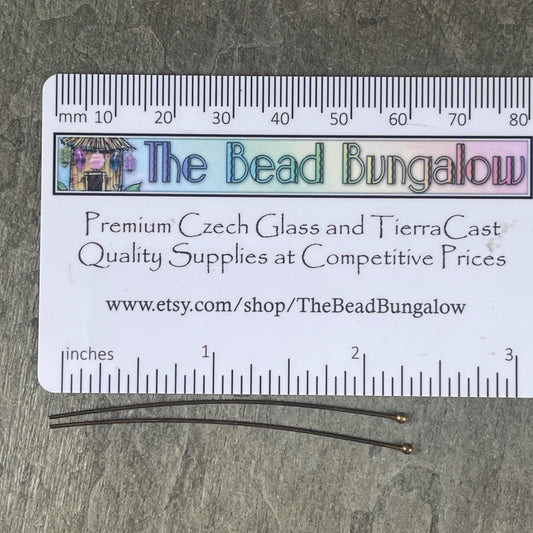 mm 10 20 30 40 50 60 70 80
The Bead Bungalow
Premium Czech Glass and TierraCast
Quality Supplies at Competitive Prices
www.etsy.com/shop/TheBeadBungalow
inches 1 2 3